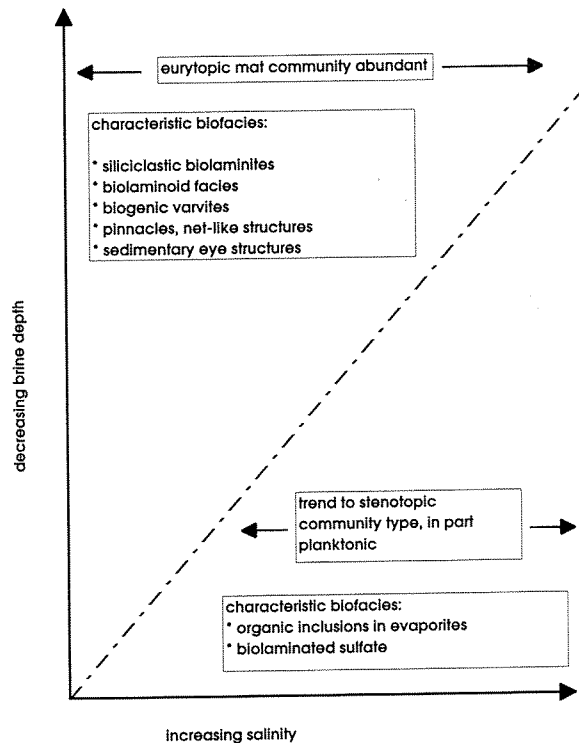 eurytopic mat community abundant
characteristic biofacies:
* siliciclastic biolaminites
* biolaminoid facies
* biogenic varvites
* pinnacles, net-like structures
* sedimentary eye structures
decreasing brine depth
trend to stenotopic
community type, in part
planktonic
characteristic biofacies:
* organic inclusions in evaporites
* biolaminated sulfate
increasing salinity